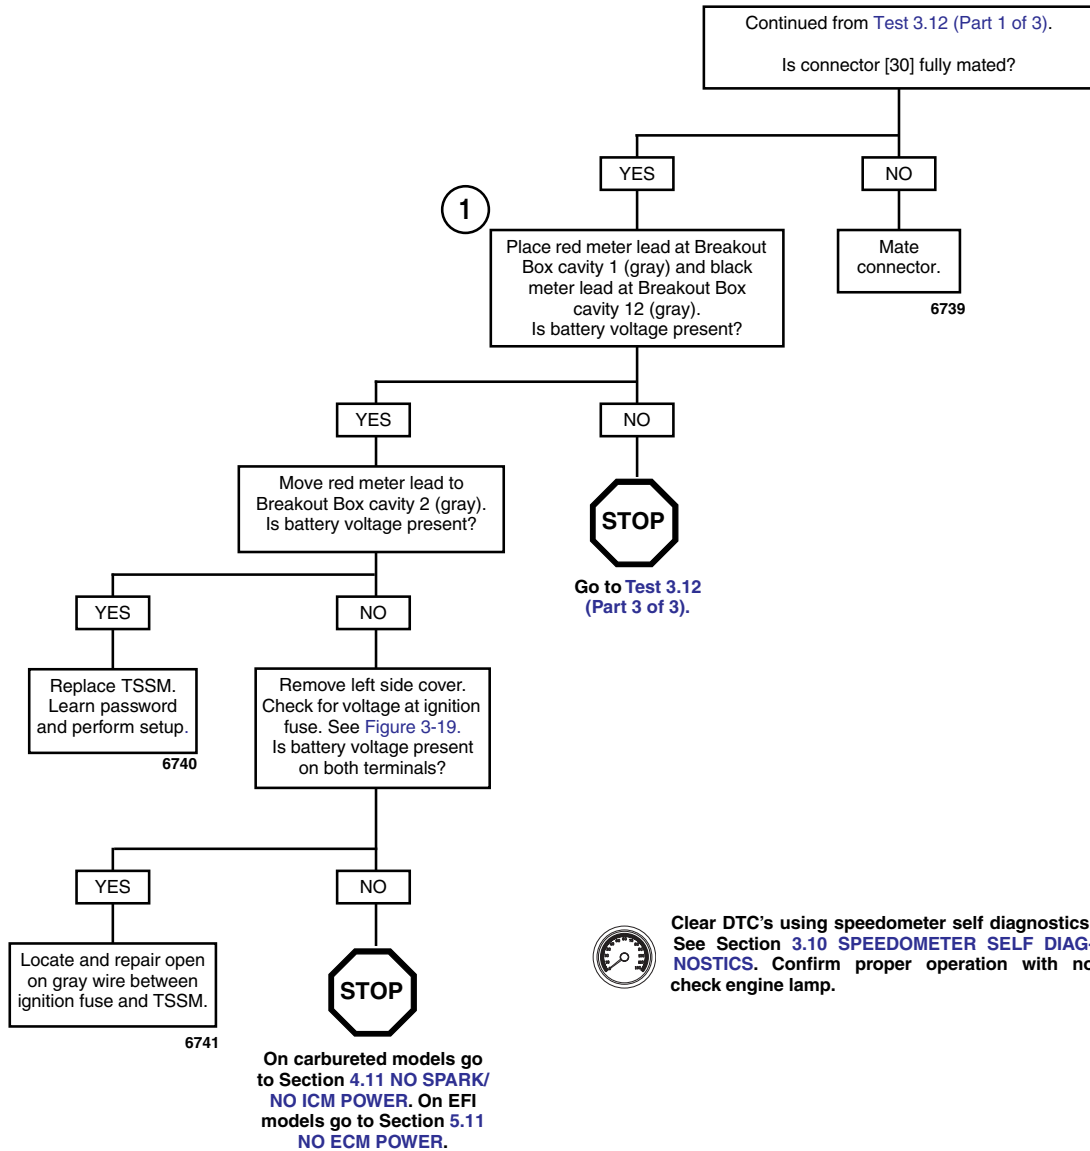 Continued from Test 3.12 (Part 1 of 3).
Is connector [30] fully mated?
YES
NO
1
Place red meter lead at Breakout
Box cavity 1 (gray) and black
meter lead at Breakout Box
cavity 12 (gray).
Is battery voltage present?
Mate
connector.
6739
YES
NO
Move red meter lead to
Breakout Box cavity 2 (gray).
Is battery voltage present?
STOP
Go to Test 3.12
(Part 3 of 3).
YES
NO
Replace TSSM.
Learn password
and perform setup.
6740
Remove left side cover.
Check for voltage at ignition
fuse. See Figure 3-19.
Is battery voltage present
on both terminals?
YES
NO
Locate and repair open
on gray wire between
ignition fuse and TSSM.
6741
STOP
On carbureted models go
to Section 4.11 NO SPARK/
NO ICM POWER. On EFI
models go to Section 5.11
NO ECM POWER.
Clear DTC's using speedometer self diagnostics
See Section 3.10 SPEEDOMETER SELF DIAG-
NOSTICS. Confirm proper operation with no
check engine lamp.